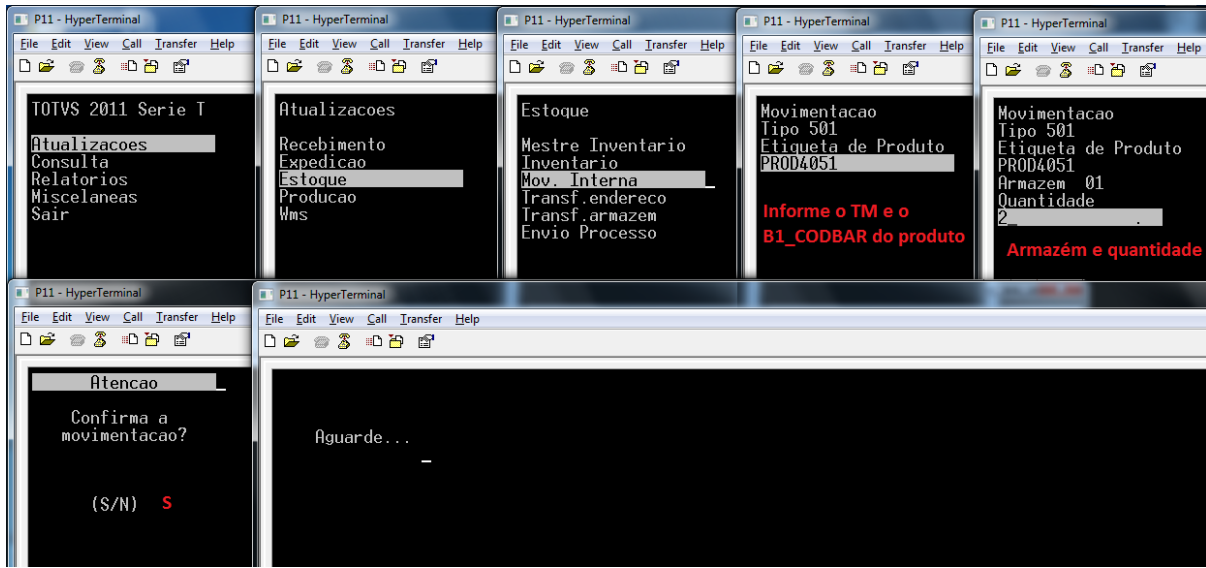 P11 - HyperTerminal
File Edit View Call Transfer Help
TOTVS 2011 Serie T
Atualizacoes
Consulta
Relatorios
Miscelaneas
Sair
P11 - HyperTerminal
File Edit View Call Transfer Help
Atualizacoes
Recebimento
Expedicao
Estoque
Producao
Wms
P11 - HyperTerminal
File Edit View Call Transfer Help
Estoque
Mestre Inventario
Inventario
Mov. Interna
Transf.endereco
Transf.armazem
Envio Processo
P11 - HyperTerminal
File Edit View Call Transfer Help
Movimentacao
Tipo 501
Etiqueta de Produto
PROD4051
Informe o TM e o
B1_CODBAR do produto
P11 - HyperTerminal
File Edit View Call Transfer Help
Movimentacao
Tipo 501
Etiqueta de Produto
PROD4051
Armazem 01
Quantidade
2_ .
Armazém e quantidade
P11 - HyperTerminal
File Edit View Call Transfer Help
Atencao
Confirma a
movimentacao?
(S/N) S
P11 - HyperTerminal
File Edit View Call Transfer Help
Aguarde...